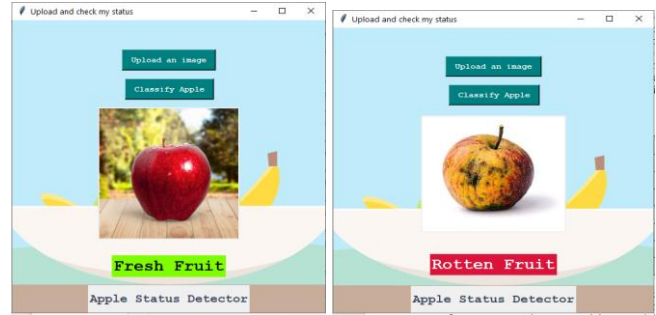 Upload and check my status
Upload an image
Classify Apple
Fresh Fruit
Apple Status Detector
Upload and check my status
Upload an image
Classify Apple
Rotten Fruit
Apple Status Detector